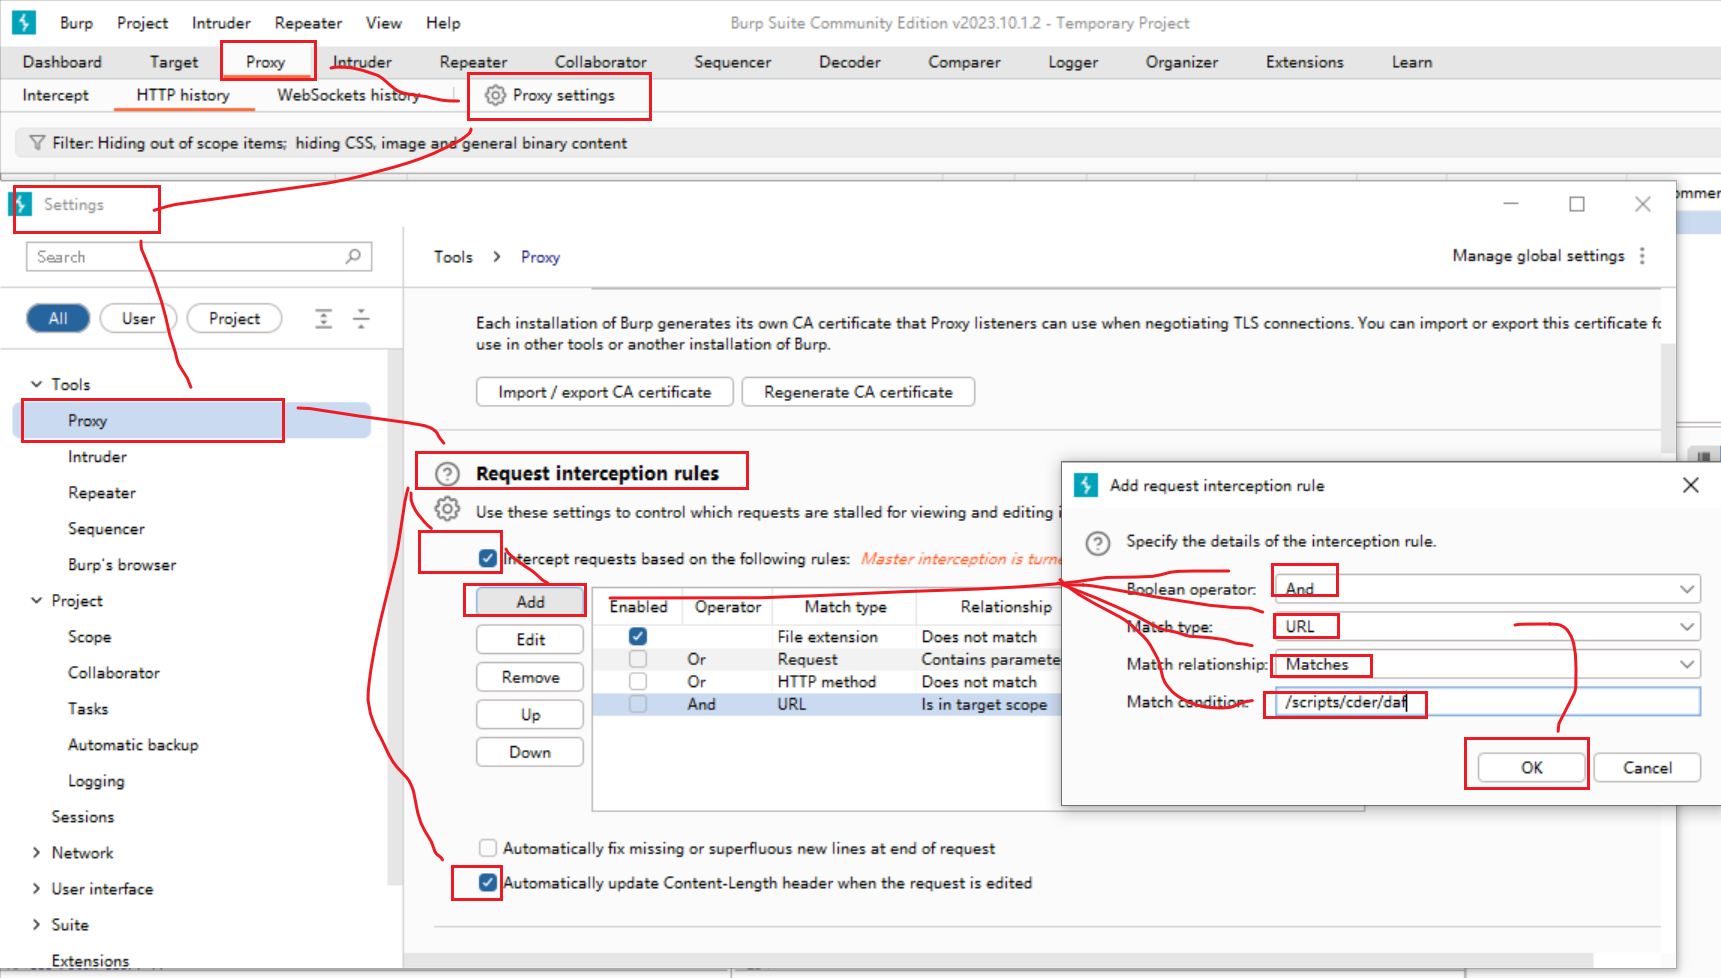 Burp Project Intruder Repeater View Help Burp Suite Community Edition v2023.10.1.2 - Temporary Project
Dashboard Target Proxy Intruder Repeater Collaborator Sequencer Decoder Comparer Logger Organizer Extensions Learn
Intercept HTTP history WebSockets history Proxy settings
Filter: Hiding out of scope items; hiding CSS, image and general binary content
Settings
Search
All User Project
Tools
Proxy
Intruder
Repeater
Sequencer
Burp's browser
Project
Scope
Collaborator
Tasks
Automatic backup
Logging
Sessions
Network
User interface
Suite
Extensions
Tools > Proxy
Manage global settings
Each installation of Burp generates its own CA certificate that Proxy listeners can use when negotiating TLS connections. You can import or export this certificate fo
use in other tools or another installation of Burp.
Import / export CA certificate Regenerate CA certificate
Request interception rules
Use these settings to control which requests are stalled for viewing and editing i
Intercept requests based on the following rules: Master interception is turne
Add
Edit
Remove
Up
Down
Enabled Operator Match type Relationship
File extension Does not match
Or Request Contains paramete
Or HTTP method Does not match
And URL Is in target scope
Automatically fix missing or superfluous new lines at end of request
Automatically update Content-Length header when the request is edited
Add request interception rule
Specify the details of the interception rule.
Boolean operator: And
Match type: URL
Match relationship: Matches
Match condition: /scripts/cder/daf
OK Cancel